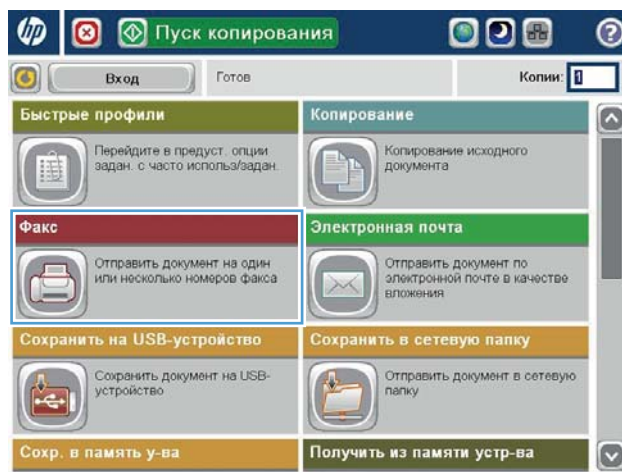 hp
Пуск копирования
?
Вход
Готов
Копии: 1
Быстрые профили
Копирование
Перейдите в предуст. опции
задан. с часто использ/задан.
Копирование исходного
документа
Факс
Электронная почта
Отправить документ на один
или несколько номеров факса
Отправить документ по
электронной почте в качестве
вложения
Сохранить на USB-устройство
Сохранить в сетевую папку
Сохранить документ на USB-
устройство
Отправить документ в сетевую
папку
Сохр. в память у-ва
Получить из памяти устр-ва